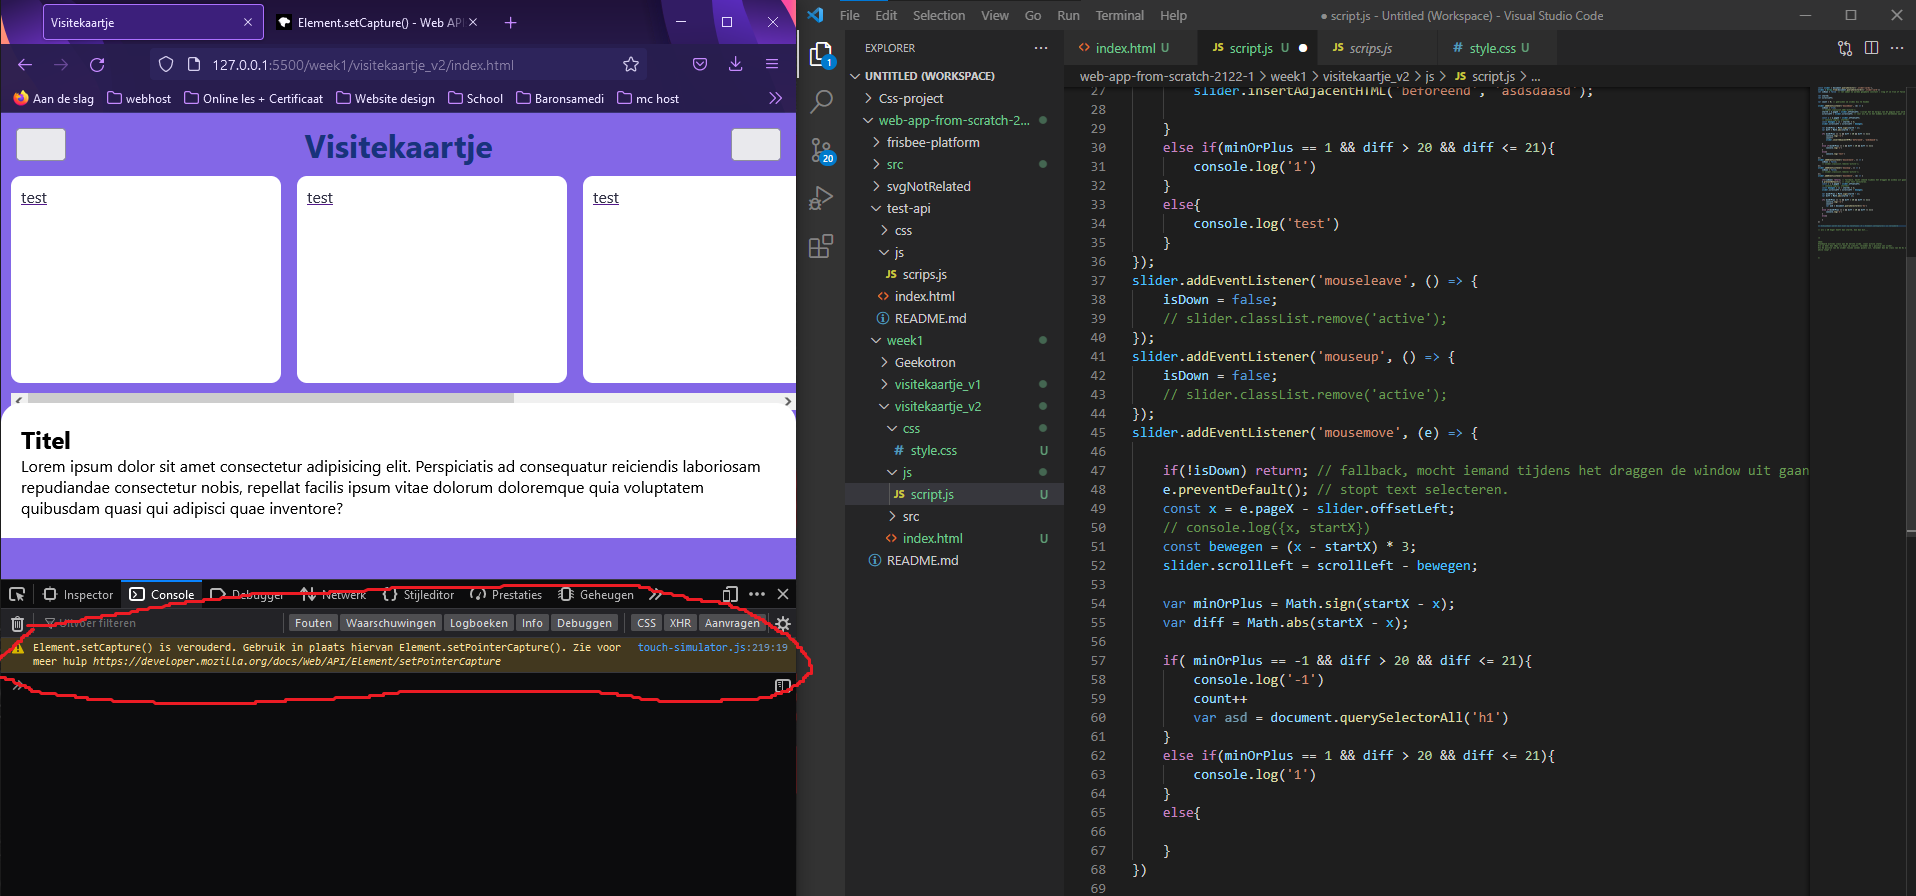 Visitekaartje
Element.setCapture() - Web AP
127.0.0.1:5500/week1/visitekaartje_v2/index.html
Aan de slag
webhost
Online les + Certificaat
Website design
School
Baronsamedi
mc host
Visitekaartje
test
test
test
Titel
Lorem ipsum dolor sit amet consectetur adipisicing elit. Perspiciatis ad consequatur reiciendis laboriosam
repudiandae consectetur nobis, repellat facilis ipsum vitae dolorum doloremque quia voluptatem
quibusdam quasi qui adipisci quae inventore?
Inspector
Console
Debugger
Netwerk
Stijleditor
Prestaties
Geheugen
Uitvoer filteren
Fouten
Waarschuwingen
Logboeken
Info
Debuggen
CSS
XHR
Aanvragen
Element.setCapture() is verouderd. Gebruik in plaats hiervan Element.setPointerCapture(). Zie voor
touch-simulator.js:219:19
meer hulp https://developer.mozilla.org/docs/Web/API/Element/setPointerCapture
File Edit Selection View Go Run Terminal Help
● script.js - Untitled (Workspace) - Visual Studio Code
EXPLORER
index.html U
script.js U
scrips.js
style.css U
UNTITLED (WORKSPACE)
web-app-from-scratch-2122-1 > week1 > visitekaartje_v2 > js > JS script.js > ...
1
20
Css-project
web-app-from-scratch-2...
frisbee-platform
src
svgNotRelated
test-api
css
js
JS scrips.js
index.html
README.md
week1
Geekotron
visitekaartje_v1
visitekaartje_v2
css
# style.css U
js
JS script.js U
src
index.html U
README.md
27 slider.insertAdjacentHTML('beforeend', 'asdsdaasd');
28
29 }
30 else if(minOrPlus == 1 && diff > 20 && diff <= 21){
31 console.log('1')
32 }
33 else{
34 console.log('test')
35 }
36 });
37 slider.addEventListener('mouseleave', () => {
38 isDown = false;
39 // slider.classList.remove('active');
40 });
41 slider.addEventListener('mouseup', () => {
42 isDown = false;
43 // slider.classList.remove('active');
44 });
45 slider.addEventListener('mousemove', (e) => {
46
47 if(!isDown) return; // fallback, mocht iemand tijdens het draggen de window uit gaan
48 e.preventDefault(); // stopt text selecteren.
49 const x = e.pageX - slider.offsetLeft;
50 // console.log({x, startX})
51 const bewegen = (x - startX) * 3;
52 slider.scrollLeft = scrollLeft - bewegen;
53
54 var minOrPlus = Math.sign(startX - x);
55 var diff = Math.abs(startX - x);
56
57 if( minOrPlus == -1 && diff > 20 && diff <= 21){
58 console.log('-1')
59 count++
60 var asd = document.querySelectorAll('h1')
61 }
62 else if(minOrPlus == 1 && diff > 20 && diff <= 21){
63 console.log('1')
64 }
65 else{
66
67 }
68 })
69